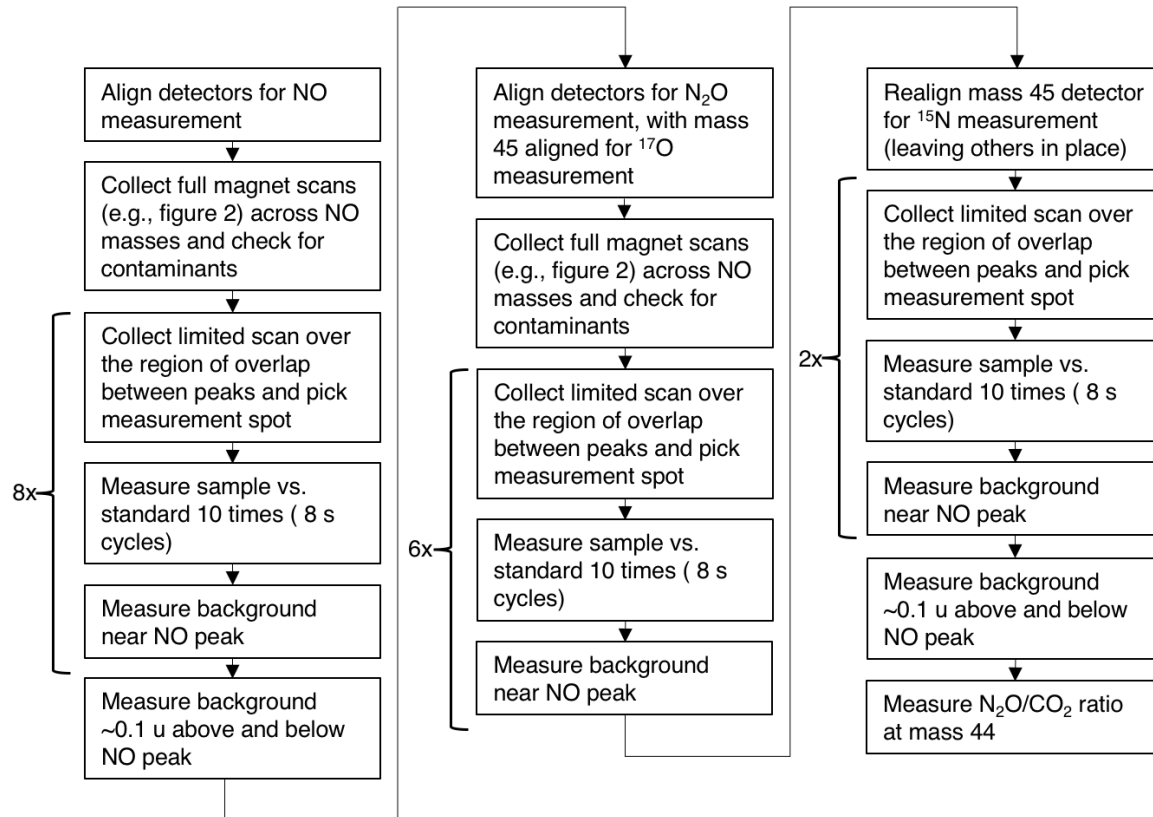 Align detectors for NO
measurement
Collect full magnet scans
(e.g., figure 2) across NO
masses and check for
contaminants
8x
Collect limited scan over
the region of overlap
between peaks and pick
measurement spot
Measure sample vs.
standard 10 times ( 8 s
cycles)
Measure background
near NO peak
Measure background
~0.1 u above and below
NO peak
Align detectors for N₂O
measurement, with mass
45 aligned for ¹⁷O
measurement
Collect full magnet scans
(e.g., figure 2) across NO
masses and check for
contaminants
6x
Collect limited scan over
the region of overlap
between peaks and pick
measurement spot
Measure sample vs.
standard 10 times ( 8 s
cycles)
Measure background
near NO peak
Realign mass 45 detector
for ¹⁵N measurement
(leaving others in place)
2x
Collect limited scan over
the region of overlap
between peaks and pick
measurement spot
Measure sample vs.
standard 10 times ( 8 s
cycles)
Measure background
near NO peak
Measure background
~0.1 u above and below
NO peak
Measure N₂O/CO₂ ratio
at mass 44